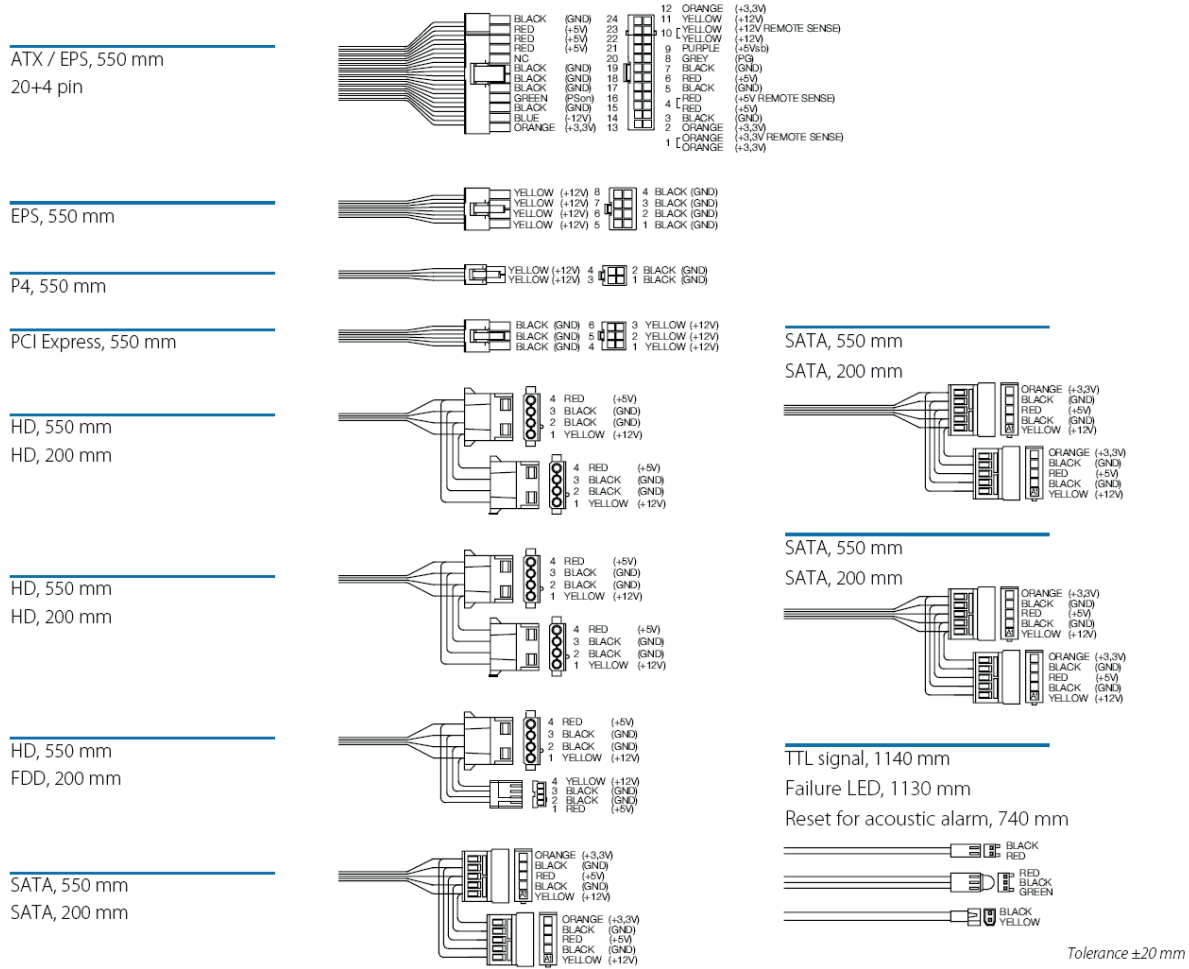 ATX / EPS, 550 mm
20+4 pin
BLACK (GND) 24
RED (+5V) 23
RED (+5V) 22
RED (+5V) 21
NC 20
BLACK (GND) 19
BLACK (GND) 18
BLACK (GND) 17
GREEN (PSon) 16
BLACK (GND) 15
BLUE (-12V) 14
ORANGE (+3,3V) 13
12 ORANGE (+3,3V)
11 YELLOW (+12V)
10 YELLOW (+12V REMOTE SENSE)
YELLOW (+12V)
9 PURPLE (+5Vsb)
8 GREY (PG)
7 BLACK (GND)
6 RED (+5V)
5 BLACK (GND)
4 RED (+5V REMOTE SENSE)
RED (+5V)
3 BLACK (GND)
2 ORANGE (+3,3V)
1 ORANGE (+3,3V REMOTE SENSE)
ORANGE (+3,3V)
EPS, 550 mm
YELLOW (+12V) 8 4 BLACK (GND)
YELLOW (+12V) 7 3 BLACK (GND)
YELLOW (+12V) 6 2 BLACK (GND)
YELLOW (+12V) 5 1 BLACK (GND)
P4, 550 mm
YELLOW (+12V) 4 2 BLACK (GND)
YELLOW (+12V) 3 1 BLACK (GND)
PCI Express, 550 mm
BLACK (GND) 6 3 YELLOW (+12V)
BLACK (GND) 5 2 YELLOW (+12V)
BLACK (GND) 4 1 YELLOW (+12V)
HD, 550 mm
HD, 200 mm
4 RED (+5V)
3 BLACK (GND)
2 BLACK (GND)
1 YELLOW (+12V)
4 RED (+5V)
3 BLACK (GND)
2 BLACK (GND)
1 YELLOW (+12V)
HD, 550 mm
HD, 200 mm
4 RED (+5V)
3 BLACK (GND)
2 BLACK (GND)
1 YELLOW (+12V)
4 RED (+5V)
3 BLACK (GND)
2 BLACK (GND)
1 YELLOW (+12V)
HD, 550 mm
FDD, 200 mm
4 RED (+5V)
3 BLACK (GND)
2 BLACK (GND)
1 YELLOW (+12V)
4 YELLOW (+12V)
3 BLACK (GND)
2 BLACK (GND)
1 RED (+5V)
SATA, 550 mm
SATA, 200 mm
ORANGE (+3,3V)
BLACK (GND)
RED (+5V)
BLACK (GND)
A1 YELLOW (+12V)
ORANGE (+3,3V)
BLACK (GND)
RED (+5V)
BLACK (GND)
A1 YELLOW (+12V)
SATA, 550 mm
SATA, 200 mm
ORANGE (+3,3V)
BLACK (GND)
RED (+5V)
BLACK (GND)
A1 YELLOW (+12V)
ORANGE (+3,3V)
BLACK (GND)
RED (+5V)
BLACK (GND)
A1 YELLOW (+12V)
SATA, 550 mm
SATA, 200 mm
ORANGE (+3,3V)
BLACK (GND)
RED (+5V)
BLACK (GND)
A1 YELLOW (+12V)
ORANGE (+3,3V)
BLACK (GND)
RED (+5V)
BLACK (GND)
A1 YELLOW (+12V)
TTL signal, 1140 mm
Failure LED, 1130 mm
Reset for acoustic alarm, 740 mm
BLACK
RED
RED
BLACK
GREEN
BLACK
YELLOW
Tolerance ±20 mm